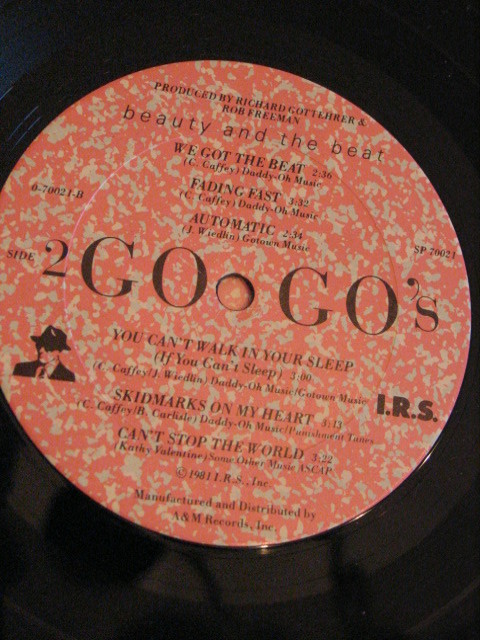 PRODUCED BY RICHARD GOTTEHRER &
ROB FREEMAN
beauty and the beat
WE GOT THE BEAT 2:36
(C. Caffey) Daddy-Oh Music
FADING FAST 3:32
(C. Caffey) Daddy-Oh Music
AUTOMATIC 2:34
(J. Wiedlin) Gotown Music
0-70021-B
SP 70021
SIDE 2
GO GO's
YOU CAN'T WALK IN YOUR SLEEP
(If You Can't Sleep) 3:00
(C. Caffey/J. Wiedlin) Daddy-Oh Music/Gotown Music
SKIDMARKS ON MY HEART 3:13
(C. Caffey/B. Carlisle) Daddy-Oh Music/Punishment Tunes
CAN'T STOP THE WORLD 3:22
(Kathy Valentine) Some Other Music ASCAP
I.R.S.
© 1981 I.R.S., Inc.
Manufactured and Distributed by
A&M Records, Inc.